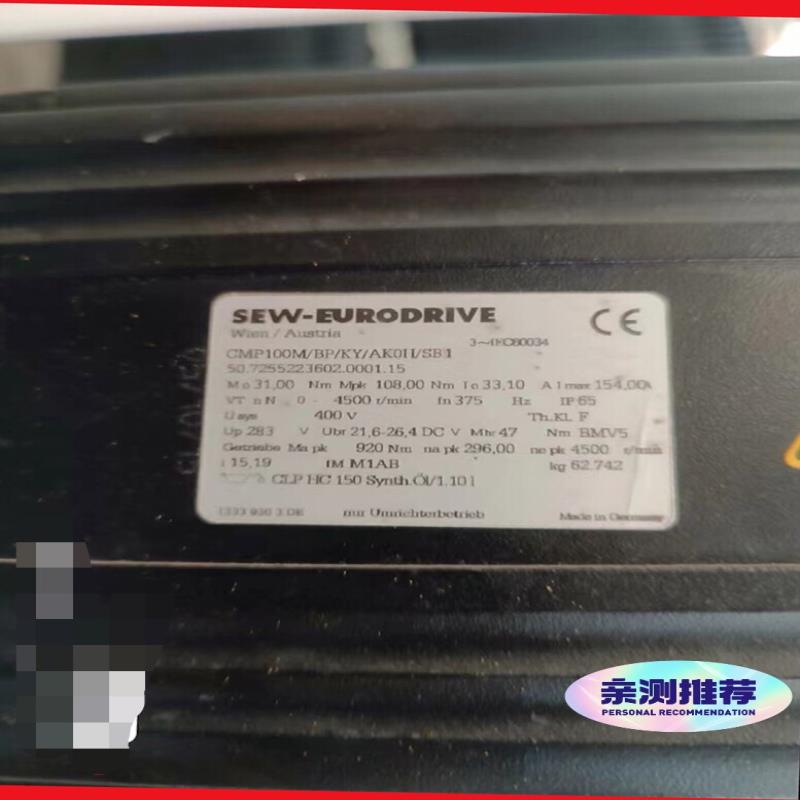 SEW-EURODRIVE
Wien / Austria
CE
3~IEC60034
CMP100M/BP/KY/AK0H/SB1
50.7255223602.0001.15
Mo 31,00 Nm Mpk 108,00 Nm Io 33,10 A Imax 154,00A
VT nN 0- 4500 r/min fn 375 Hz IP 65
U sys 400 V Th.KL F
Up 283 V Ubr 21,6-26,4 DC V Mbr 47 Nm BMV5
Getriebe Ma pk 920 Nm na pk 296,00 ne pk 4500 r/min
i 15,19 IM M1AB kg 62.742
CLP HC 150 Synth.Öl/1.10 l
nur Umrichterbetrieb
Made in Germany
亲测推荐
PERSONAL RECOMMENDATION